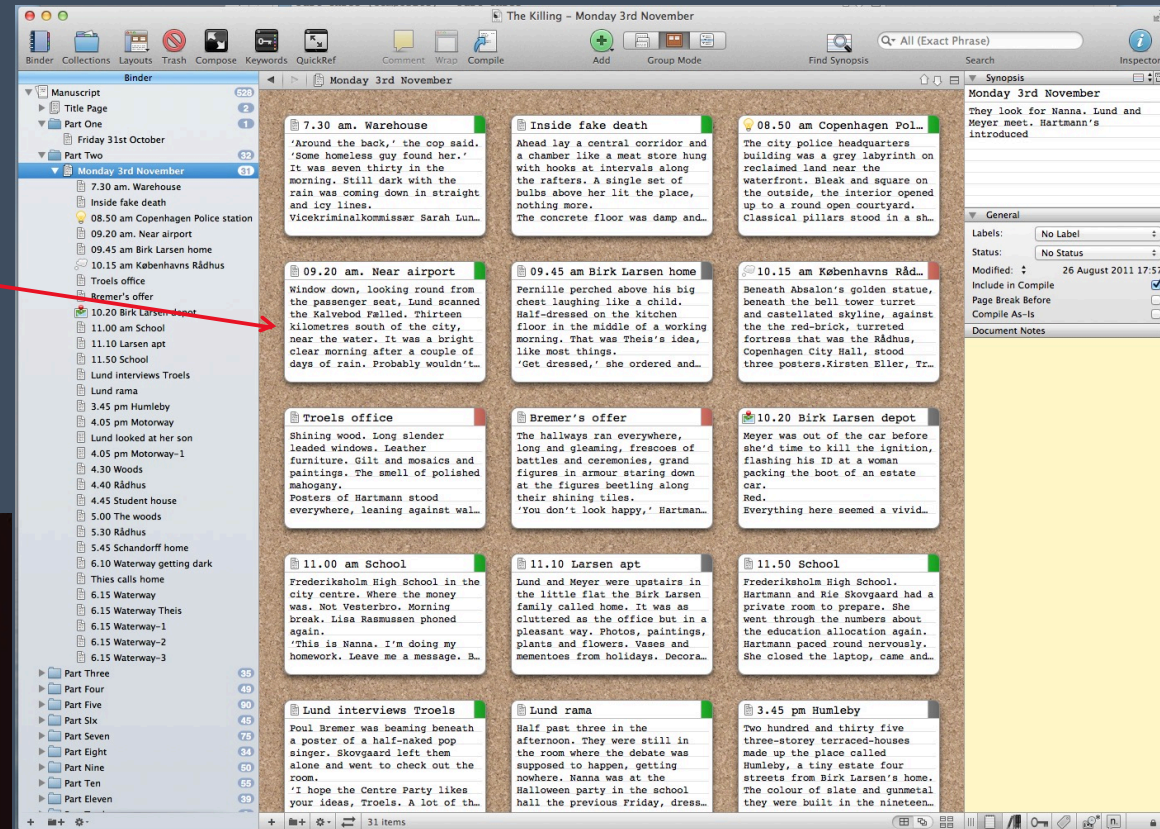 The Killing – Monday 3rd November
Binder Collections Layouts Trash Compose Keywords QuickRef Comment Wrap Compile Add Group Mode Find Synopsis Search Inspector
All (Exact Phrase)
Binder
Manuscript 528
Title Page 2
Part One 1
Friday 31st October
Part Two 32
Monday 3rd November 31
7.30 am. Warehouse
Inside fake death
08.50 am Copenhagen Police station
09.20 am. Near airport
09.45 am Birk Larsen home
10.15 am Københavns Rådhus
Troels office
Bremer's offer
10.20 Birk Larsen depot
11.00 am School
11.10 Larsen apt
11.50 School
Lund interviews Troels
Lund rama
3.45 pm Humleby
4.05 pm Motorway
Lund looked at her son
4.05 pm Motorway-1
4.30 Woods
4.40 Rådhus
4.45 Student house
5.00 The woods
5.30 Rådhus
5.45 Schandorff home
6.10 Waterway getting dark
Thies calls home
6.15 Waterway
6.15 Waterway Theis
6.15 Waterway-1
6.15 Waterway-2
6.15 Waterway-3
Part Three 35
Part Four 49
Part Five 90
Part SIx 45
Part Seven 75
Part Eight 34
Part Nine 50
Part Ten 55
Part Eleven 39
Monday 3rd November
7.30 am. Warehouse
'Around the back,' the cop said.
'Some homeless guy found her.'
It was seven thirty in the
morning. Still dark with the
rain was coming down in straight
and icy lines.
Vicekriminalkommissær Sarah Lun…
Inside fake death
Ahead lay a central corridor and
a chamber like a meat store hung
with hooks at intervals along
the rafters. A single set of
bulbs above her lit the place,
nothing more.
The concrete floor was damp and…
08.50 am Copenhagen Pol…
The city police headquarters
building was a grey labyrinth on
reclaimed land near the
waterfront. Bleak and square on
the outside, the interior opened
up to a round open courtyard.
Classical pillars stood in a sh…
09.20 am. Near airport
Window down, looking round from
the passenger seat, Lund scanned
the Kalvebod Fælled. Thirteen
kilometres south of the city,
near the water. It was a bright
clear morning after a couple of
days of rain. Probably wouldn't…
09.45 am Birk Larsen home
Pernille perched above his big
chest laughing like a child.
Half-dressed on the kitchen
floor in the middle of a working
morning. That was Theis's idea,
like most things.
'Get dressed,' she ordered and…
10.15 am Københavns Råd…
Beneath Absalon's golden statue,
beneath the bell tower turret
and castellated skyline, against
the the red-brick, turreted
fortress that was the Rådhus,
Copenhagen City Hall, stood
three posters.Kirsten Eller, Tr…
Troels office
Shining wood. Long slender
leaded windows. Leather
furniture. Gilt and mosaics and
paintings. The smell of polished
mahogany.
Posters of Hartmann stood
everywhere, leaning against wal…
Bremer's offer
The hallways ran everywhere,
long and gleaming, frescoes of
battles and ceremonies, grand
figures in armour staring down
at the figures beetling along
their shining tiles.
'You don't look happy,' Hartman…
10.20 Birk Larsen depot
Meyer was out of the car before
she'd time to kill the ignition,
flashing his ID at a woman
packing the boot of an estate
car.
Red.
Everything here seemed a vivid…
11.00 am School
Frederiksholm High School in the
city centre. Where the money
was. Not Vesterbro. Morning
break. Lisa Rasmussen phoned
again.
'This is Nanna. I'm doing my
homework. Leave me a message. B…
11.10 Larsen apt
Lund and Meyer were upstairs in
the little flat the Birk Larsen
family called home. It was as
cluttered as the office but in a
pleasant way. Photos, paintings,
plants and flowers. Vases and
mementoes from holidays. Decora…
11.50 School
Frederiksholm High School.
Hartmann and Rie Skovgaard had a
private room to prepare. She
went through the numbers about
the education allocation again.
Hartmann paced round nervously.
She closed the laptop, came and…
Lund interviews Troels
Poul Bremer was beaming beneath
a poster of a half-naked pop
singer. Skovgaard left them
alone and went to check out the
room.
'I hope the Centre Party likes
your ideas, Troels. A lot of th…
Lund rama
Half past three in the
afternoon. They were still in
the room where the debate was
supposed to happen, getting
nowhere. Nanna was at the
Halloween party in the school
hall the previous Friday, dress…
3.45 pm Humleby
Two hundred and thirty five
three-storey terraced-houses
made up the place called
Humleby, a tiny estate four
streets from Birk Larsen's home.
The colour of slate and gunmetal
they were built in the nineteen…
31 items
Synopsis
Monday 3rd November
They look for Nanna. Lund and
Meyer meet. Hartmann's
introduced
General
Labels: No Label
Status: No Status
Modified: 26 August 2011 17:57
Include in Compile
Page Break Before
Compile As-Is
Document Notes